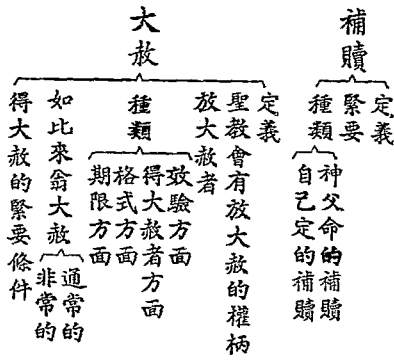 補贖
定義
緊要
種類
神父命的補贖
自己定的補贖
大赦
定義
聖教會有放大赦的權柄
放大赦者
種類
效驗方面
得大赦者方面
格式方面
期限方面
如比來翁大赦
通常的
非常的
得大赦的緊要條件